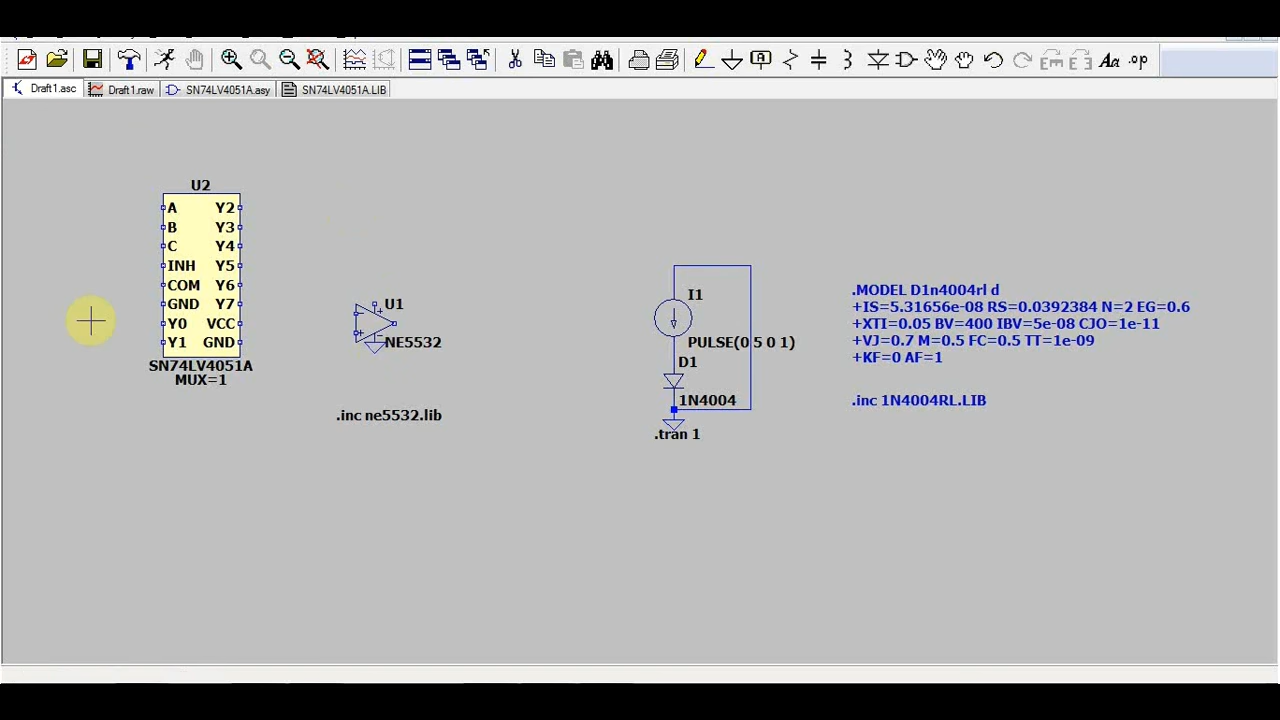 Draft1.asc Draft1.raw SN74LV4051A.asy SN74LV4051A.LIB
Aa .op
U2
A Y2
B Y3
C Y4
INH Y5
COM Y6
GND Y7
Y0 VCC
Y1 GND
SN74LV4051A
MUX=1
U1
NE5532
.inc ne5532.lib
I1
PULSE(0 5 0 1)
D1
1N4004
.tran 1
.MODEL D1n4004rl d
+IS=5.31656e-08 RS=0.0392384 N=2 EG=0.6
+XTI=0.05 BV=400 IBV=5e-08 CJO=1e-11
+VJ=0.7 M=0.5 FC=0.5 TT=1e-09
+KF=0 AF=1
.inc 1N4004RL.LIB